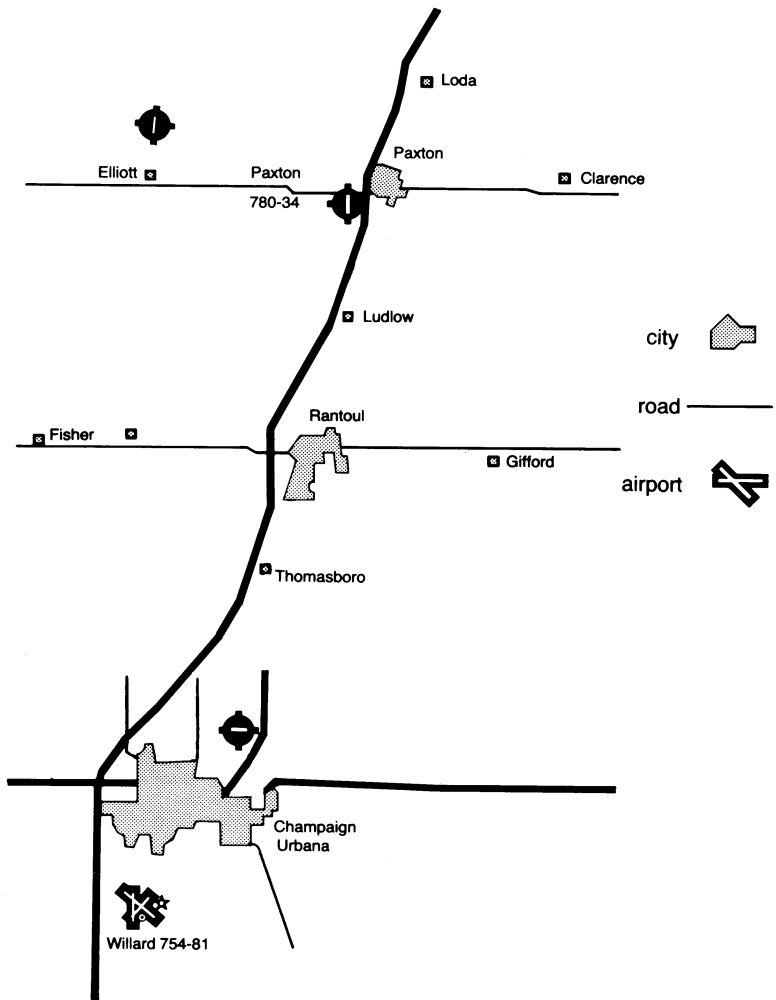 Loda
Paxton
Elliott
Paxton
780-34
Clarence
Ludlow
city
Rantoul
road
Fisher
Gifford
airport
Thomasboro
Champaign
Urbana
Willard 754-81